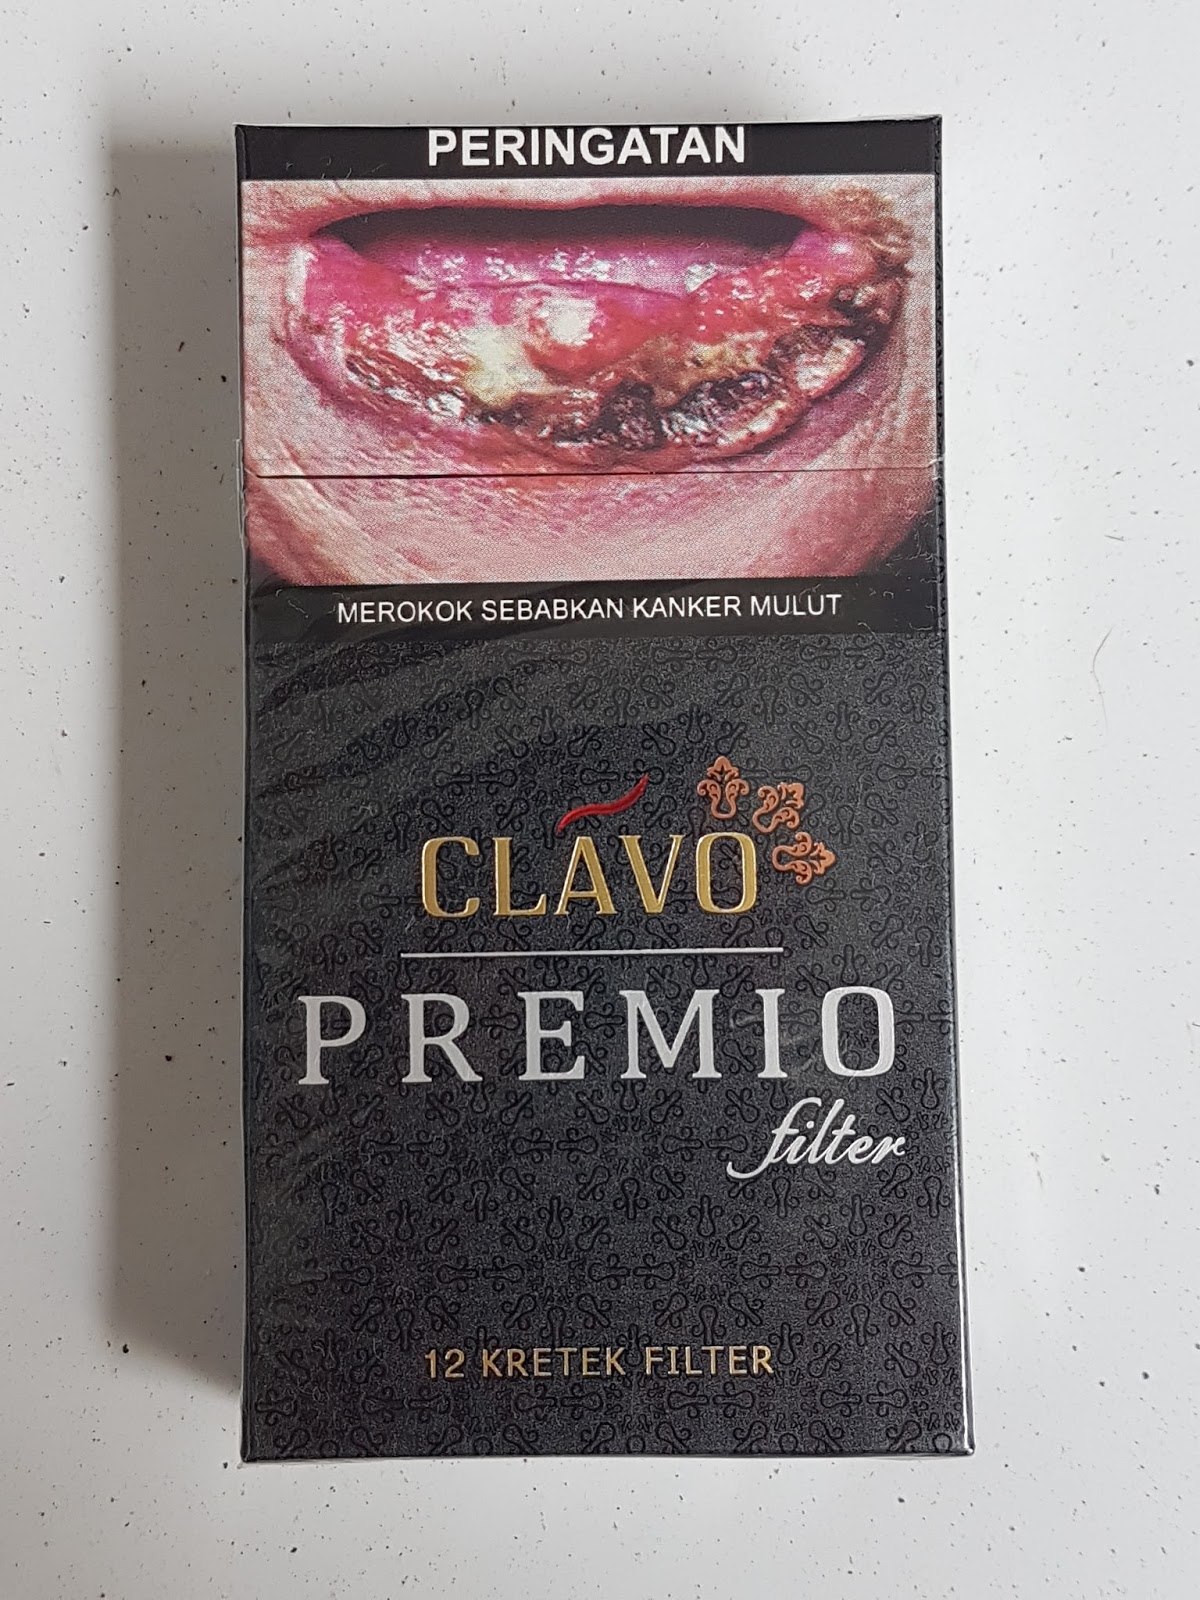 PERINGATAN
MEROKOK SEBABKAN KANKER MULUT
CLAVO
PREMIO
filter
12 KRETEK FILTER